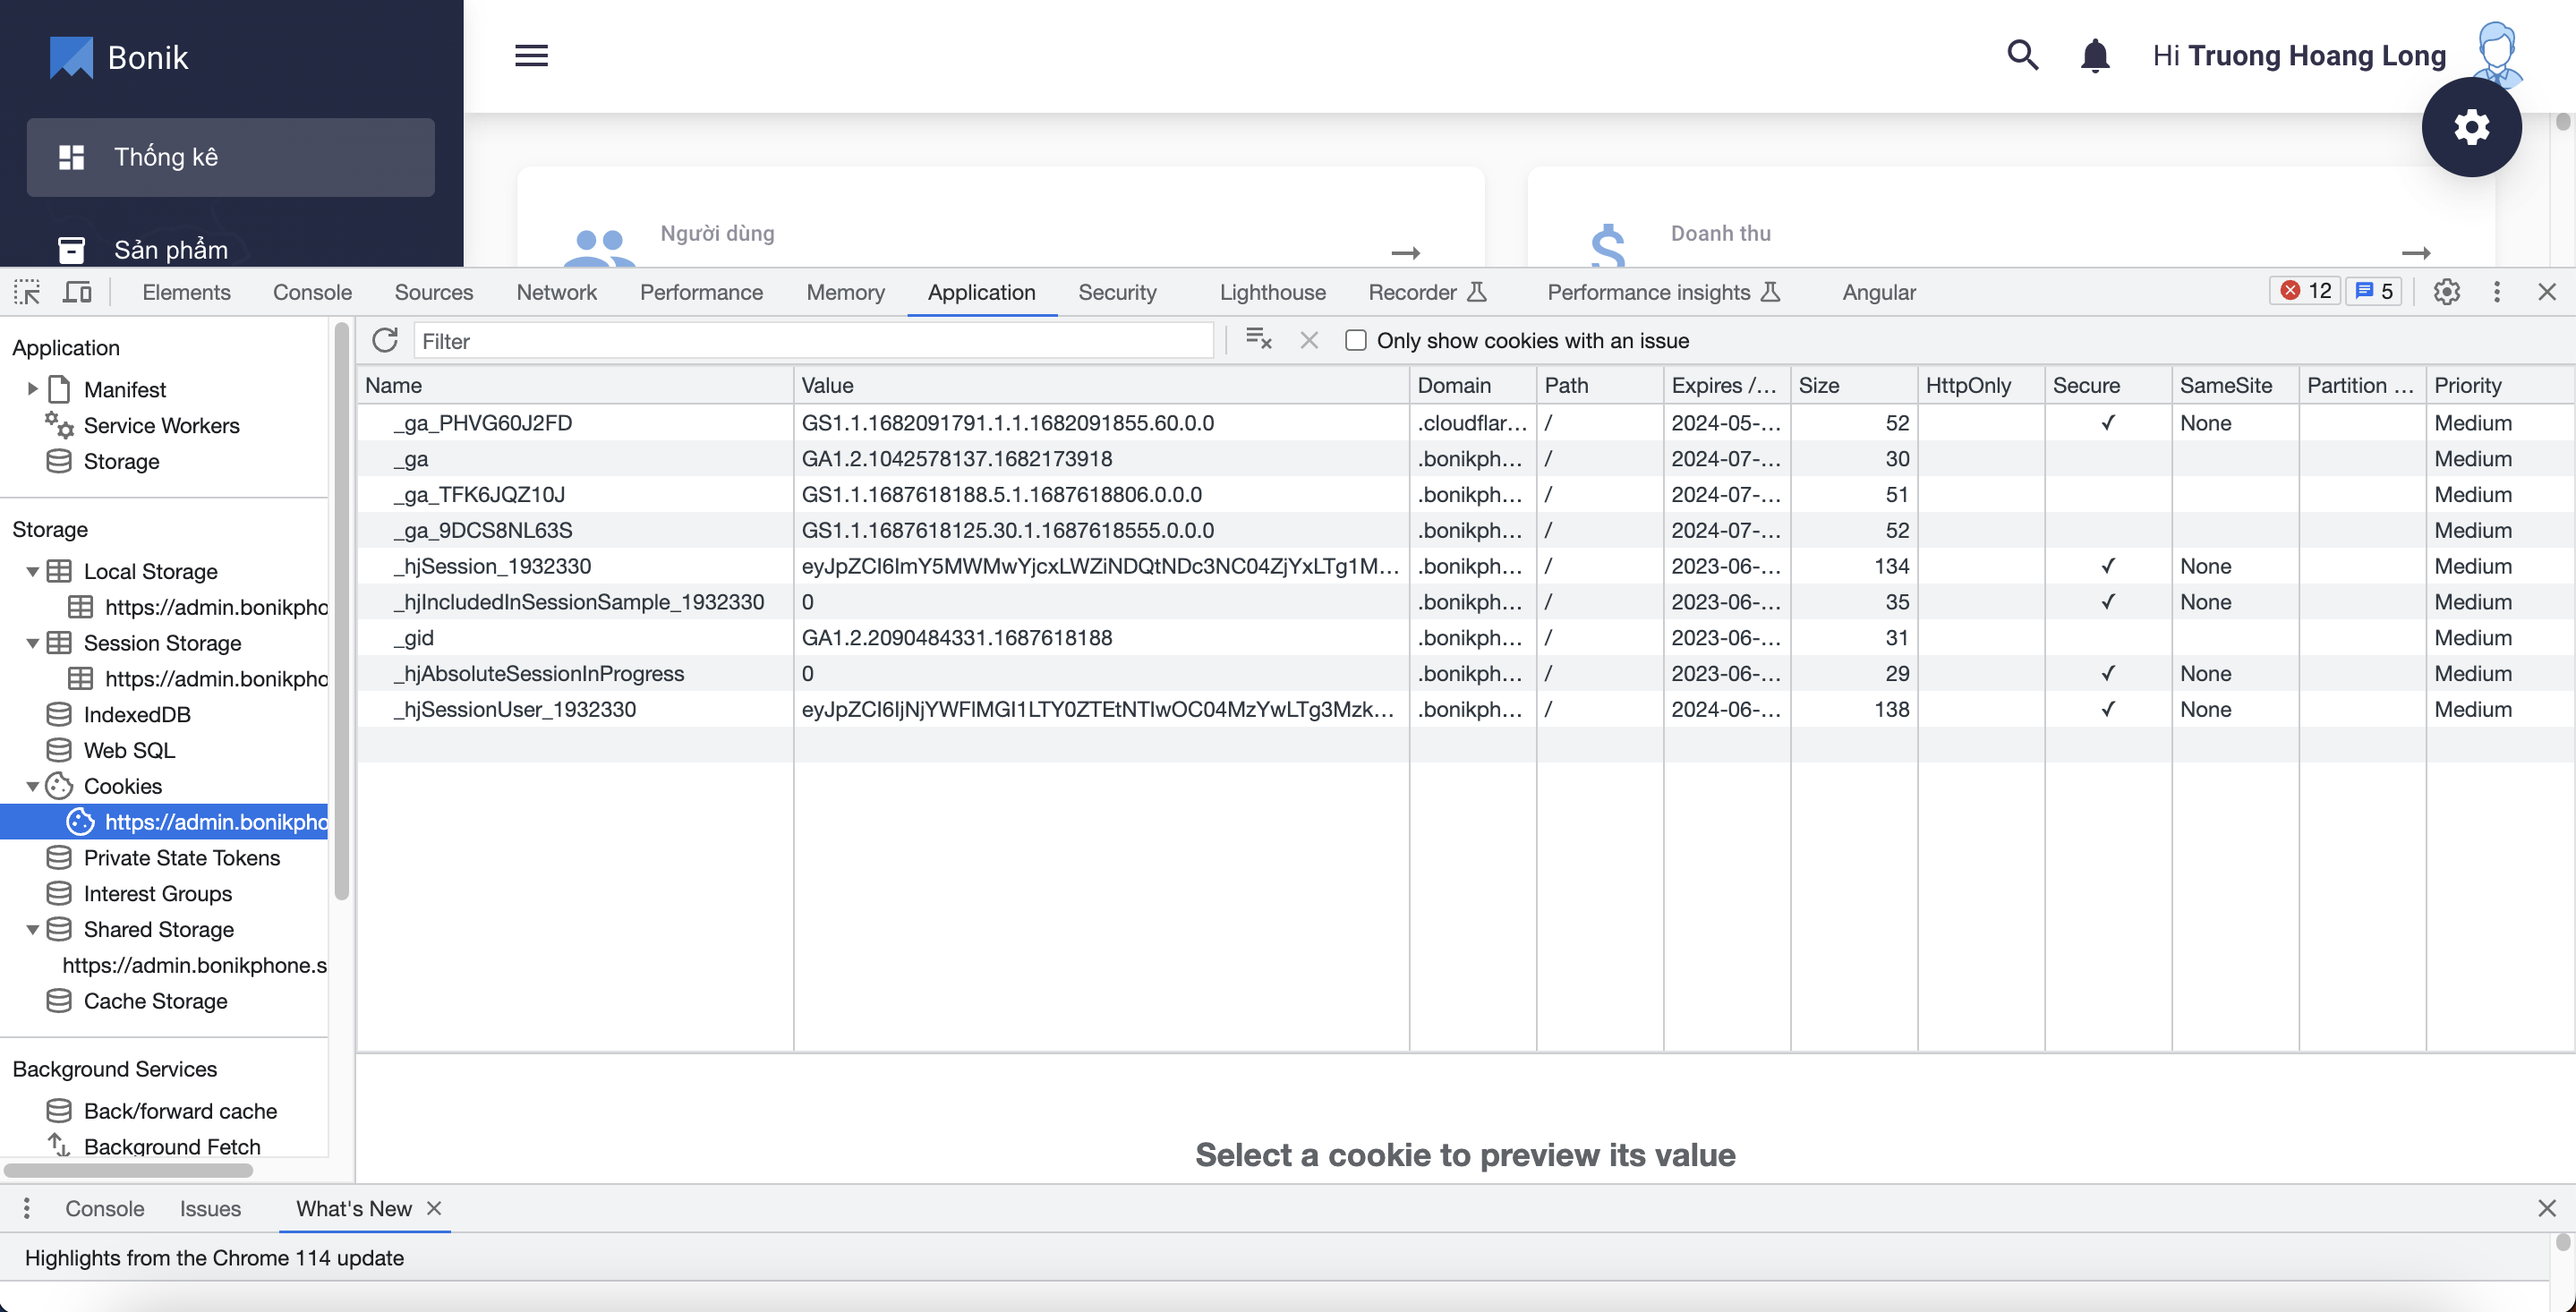 Bonik
Hi Truong Hoang Long
Thống kê
Sản phẩm
Người dùng
Doanh thu
Elements Console Sources Network Performance Memory Application Security Lighthouse Recorder Performance insights Angular 12 5
Application
Manifest
Service Workers
Storage
Storage
Local Storage
https://admin.bonikpho
Session Storage
https://admin.bonikpho
IndexedDB
Web SQL
Cookies
https://admin.bonikpho
Private State Tokens
Interest Groups
Shared Storage
https://admin.bonikphone.s
Cache Storage
Background Services
Back/forward cache
Background Fetch
Filter Only show cookies with an issue
Name Value Domain Path Expires /... Size HttpOnly Secure SameSite Partition ... Priority
_ga_PHVG60J2FD GS1.1.1682091791.1.1.1682091855.60.0.0 .cloudflar... / 2024-05-... 52 ✓ None Medium
_ga GA1.2.1042578137.1682173918 .bonikph... / 2024-07-... 30 Medium
_ga_TFK6JQZ10J GS1.1.1687618188.5.1.1687618806.0.0.0 .bonikph... / 2024-07-... 51 Medium
_ga_9DCS8NL63S GS1.1.1687618125.30.1.1687618555.0.0.0 .bonikph... / 2024-07-... 52 Medium
_hjSession_1932330 eyJpZCI6ImY5MWMwYjcxLWZiNDQtNDc3NC04ZjYxLTg1M... .bonikph... / 2023-06-... 134 ✓ None Medium
_hjIncludedInSessionSample_1932330 0 .bonikph... / 2023-06-... 35 ✓ None Medium
_gid GA1.2.2090484331.1687618188 .bonikph... / 2023-06-... 31 Medium
_hjAbsoluteSessionInProgress 0 .bonikph... / 2023-06-... 29 ✓ None Medium
_hjSessionUser_1932330 eyJpZCI6IjNjYWFlMGI1LTY0ZTEtNTIwOC04MzYwLTg3Mzk... .bonikph... / 2024-06-... 138 ✓ None Medium
Select a cookie to preview its value
Console Issues What's New
Highlights from the Chrome 114 update